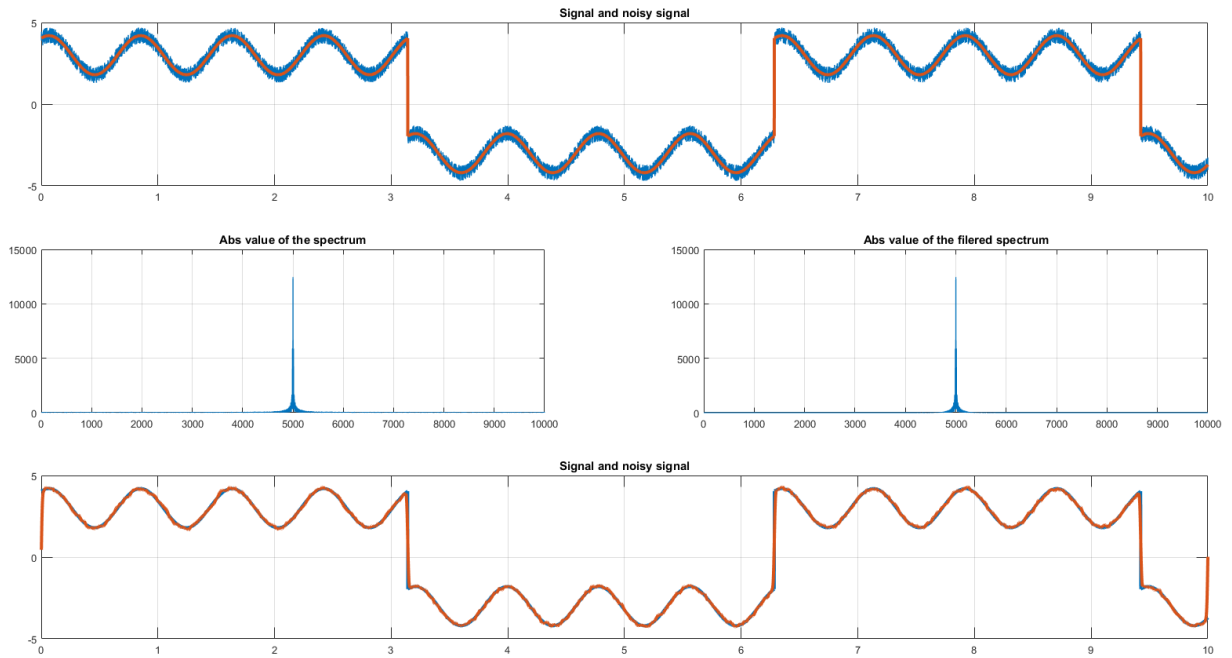 Signal and noisy signal
5
0
-5
0 1 2 3 4 5 6 7 8 9 10
Abs value of the spectrum
15000
10000
5000
0
0 1000 2000 3000 4000 5000 6000 7000 8000 9000 10000
Abs value of the filered spectrum
15000
10000
5000
0
0 1000 2000 3000 4000 5000 6000 7000 8000 9000 10000
Signal and noisy signal
5
0
-5
0 1 2 3 4 5 6 7 8 9 10